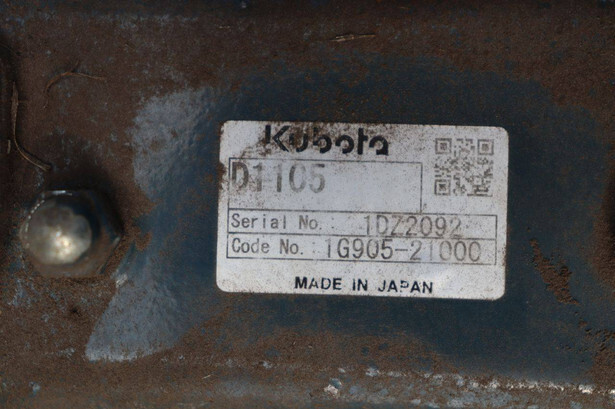 Kubota
D1105
Serial No. : 1DZ2092
Code No. : 1G905-21000
MADE IN JAPAN